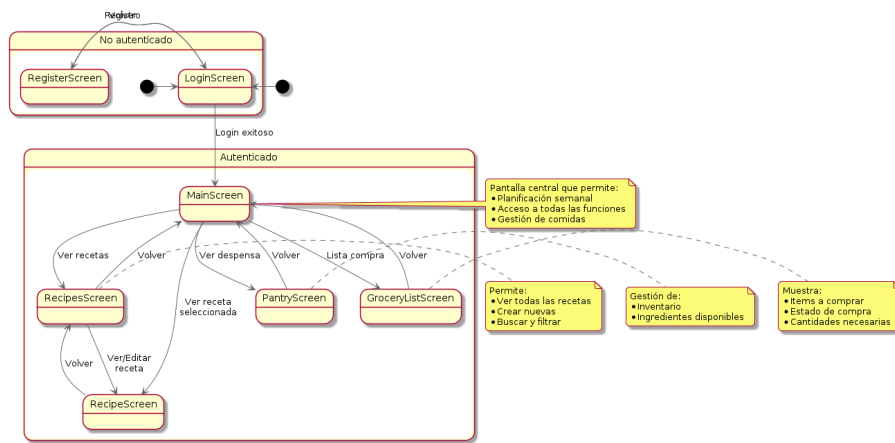 Registro
Volver
No autenticado
RegisterScreen
LoginScreen
Login exitoso
Autenticado
MainScreen
Pantalla central que permite:
• Planificación semanal
• Acceso a todas las funciones
• Gestión de comidas
Ver recetas
Volver
Ver despensa
Volver
Lista compra
Volver
RecipesScreen
PantryScreen
GroceryListScreen
Permite:
• Ver todas las recetas
• Crear nuevas
• Buscar y filtrar
Gestión de:
• Inventario
• Ingredientes disponibles
Muestra:
• Items a comprar
• Estado de compra
• Cantidades necesarias
Ver receta
seleccionada
Volver
Ver/Editar
receta
RecipeScreen